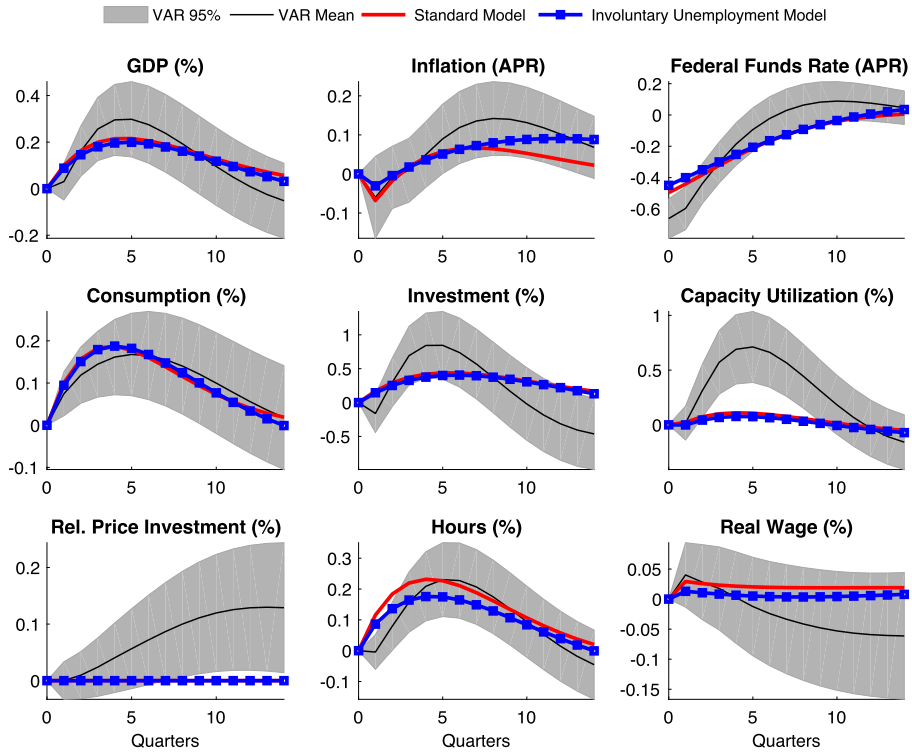 VAR 95% VAR Mean Standard Model Involuntary Unemployment Model
GDP (%) Inflation (APR) Federal Funds Rate (APR)
0.4
0.2
0
-0.2
0 5 10
0.2
0.1
0
-0.1
0 5 10
0.2
0
-0.2
-0.4
-0.6
0 5 10
Consumption (%) Investment (%) Capacity Utilization (%)
0.2
0.1
0
-0.1
0 5 10
1
0.5
0
-0.5
0 5 10
1
0.5
0
0 5 10
Rel. Price Investment (%) Hours (%) Real Wage (%)
0.2
0.1
0
0 5 10
0.3
0.2
0.1
0
-0.1
0 5 10
0.05
0
-0.05
-0.1
-0.15
0 5 10
Quarters Quarters Quarters